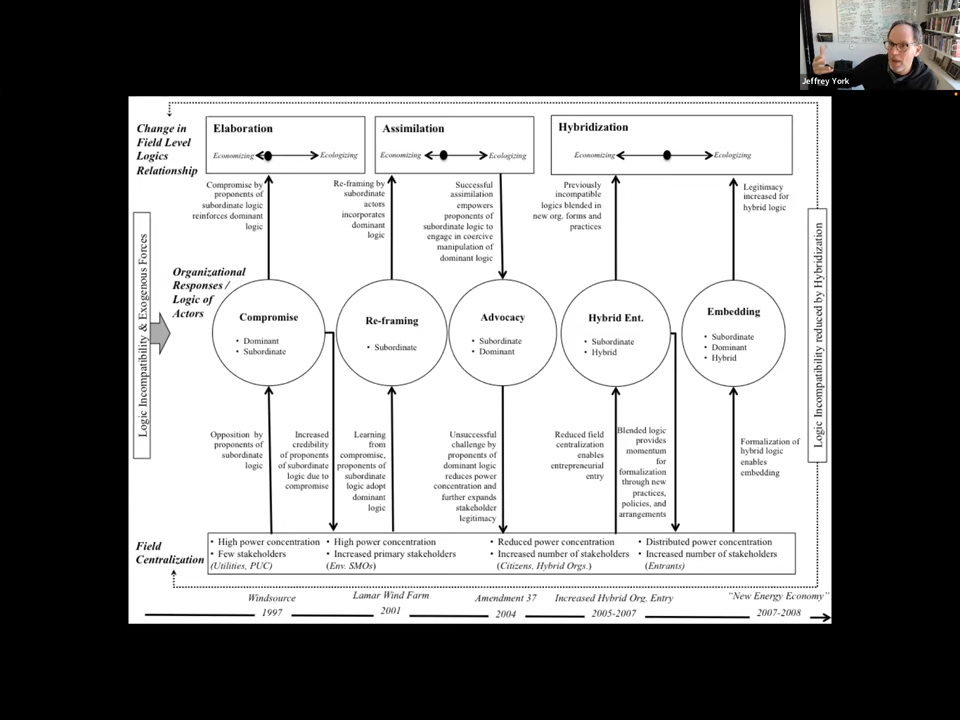 Jeffrey York
Change in
Field Level
Logics
Relationship
Elaboration
Economizing
Ecologizing
Assimilation
Economizing
Ecologizing
Hybridization
Economizing
Ecologizing
Compromise by
proponents of
subordinate logic
reinforces dominant
logic
Re-framing by
subordinate
actors
incorporates
dominant
logic
Successful
assimilation
empowers
proponents of
subordinate logic to
engage in coercive
manipulation of
dominant logic
Previously
incompatible
logics blended in
new org. forms and
practices
Legitimacy
increased for
hybrid logic
Logic Incompatibility & Exogenous Forces
Organizational
Responses /
Logic of
Actors
Compromise
• Dominant
• Subordinate
Re-framing
• Subordinate
Advocacy
• Subordinate
• Dominant
Hybrid Ent.
• Subordinate
• Hybrid
Embedding
• Subordinate
• Dominant
• Hybrid
Logic Incompatibility reduced by Hybridization
Opposition by
proponents of
subordinate
logic
Increased
credibility
of proponents
of subordinate
logic due to
compromise
Learning
from
compromise,
proponents of
subordinate
logic adopt
dominant
logic
Unsuccessful
challenge by
proponents of
dominant logic
reduces power
concentration and
further expands
stakeholder
legitimacy
Reduced field
centralization
enables
entrepreneurial
entry
Blended logic
provides
momentum
for
formalization
through new
practices,
policies, and
arrangements
Formalization of
hybrid logic
enables
embedding
Field
Centralization
• High power concentration
• Few stakeholders
(Utilities, PUC)
• High power concentration
• Increased primary stakeholders
(Env. SMOs)
• Reduced power concentration
• Increased number of stakeholders
(Citizens, Hybrid Orgs.)
• Distributed power concentration
• Increased number of stakeholders
(Entrants)
Windsource
1997
Lamar Wind Farm
2001
Amendment 37
2004
Increased Hybrid Org. Entry
2005-2007
"New Energy Economy"
2007-2008